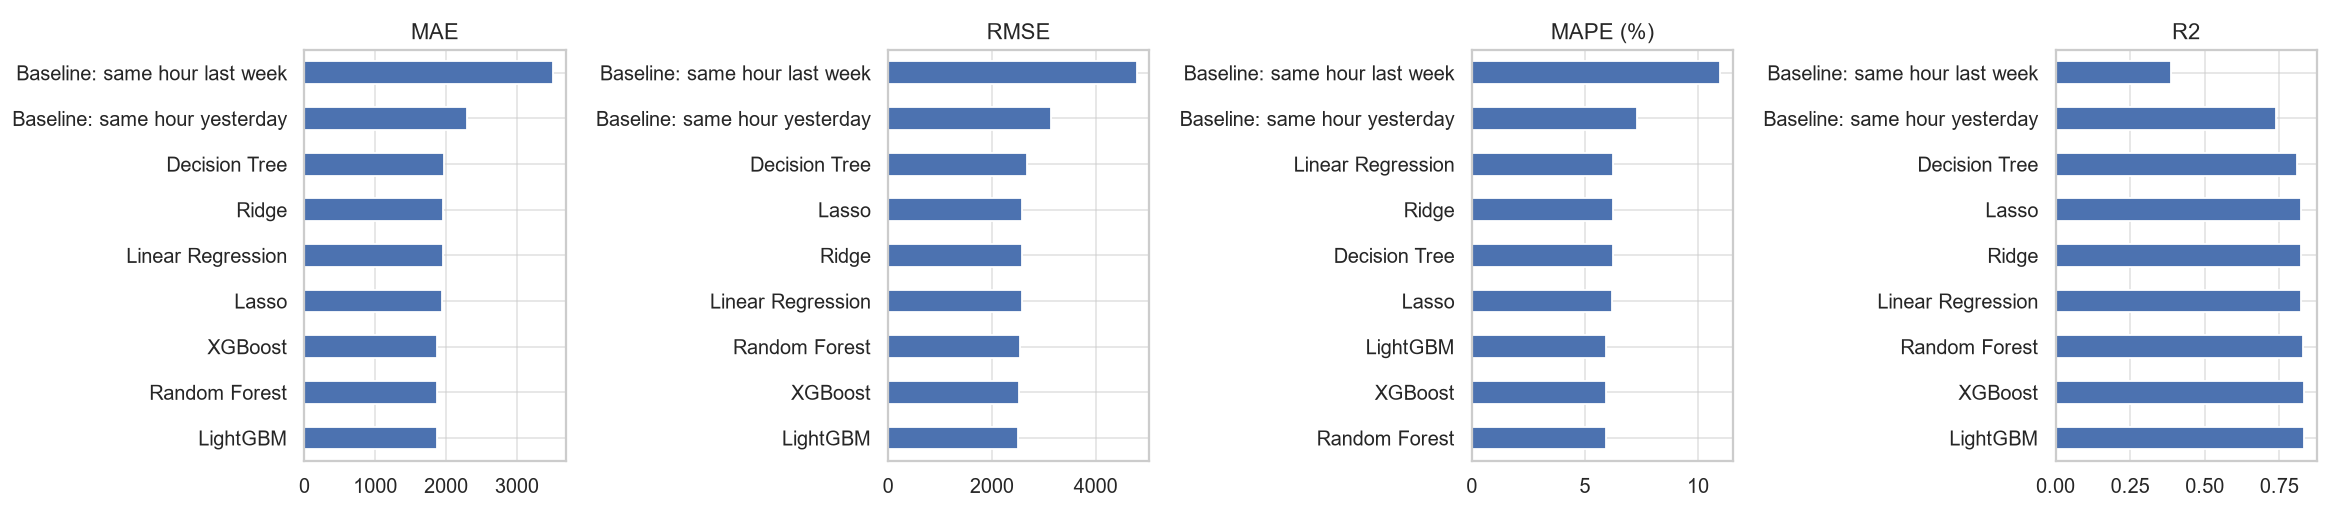 MAE
Baseline: same hour last week
Baseline: same hour yesterday
Decision Tree
Ridge
Linear Regression
Lasso
XGBoost
Random Forest
LightGBM
0 1000 2000 3000
RMSE
Baseline: same hour last week
Baseline: same hour yesterday
Decision Tree
Lasso
Ridge
Linear Regression
Random Forest
XGBoost
LightGBM
0 2000 4000
MAPE (%)
Baseline: same hour last week
Baseline: same hour yesterday
Linear Regression
Ridge
Decision Tree
Lasso
LightGBM
XGBoost
Random Forest
0 5 10
R2
Baseline: same hour last week
Baseline: same hour yesterday
Decision Tree
Lasso
Ridge
Linear Regression
Random Forest
XGBoost
LightGBM
0.00 0.25 0.50 0.75